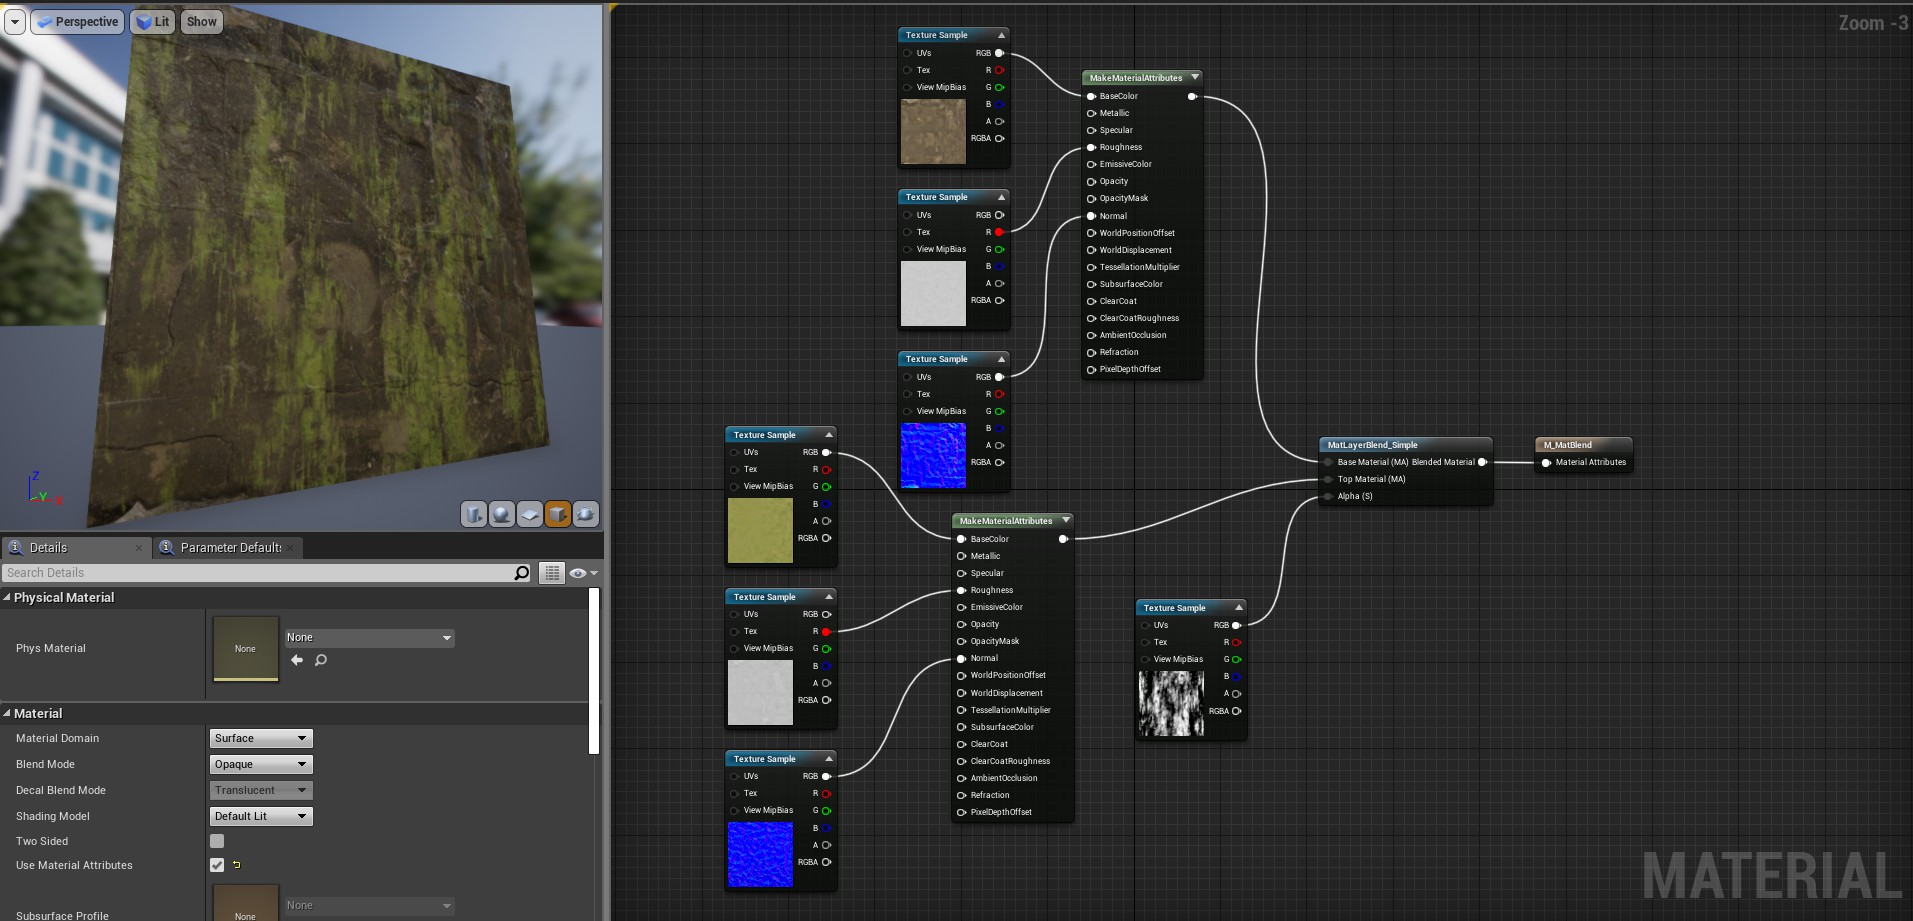 Perspective
Lit
Show
Z
Y
X
Details
Parameter Default:
Search Details
Physical Material
Phys Material
None
None
Material
Material Domain
Surface
Blend Mode
Opaque
Decal Blend Mode
Translucent
Shading Model
Default Lit
Two Sided
Use Material Attributes
Subsurface Profile
None
None
Zoom -3
Texture Sample
UVs RGB
Tex R
View MipBias G
B
A
RGBA
MakeMaterialAttributes
BaseColor
Metallic
Specular
Roughness
EmissiveColor
Opacity
OpacityMask
Normal
WorldPositionOffset
WorldDisplacement
TessellationMultiplier
SubsurfaceColor
ClearCoat
ClearCoatRoughness
AmbientOcclusion
Refraction
PixelDepthOffset
Texture Sample
UVs RGB
Tex R
View MipBias G
B
A
RGBA
Texture Sample
UVs RGB
Tex R
View MipBias G
B
A
RGBA
Texture Sample
UVs RGB
Tex R
View MipBias G
B
A
RGBA
MatLayerBlend_Simple
Base Material (MA) Blended Material
Top Material (MA)
Alpha (S)
M_MatBlend
Material Attributes
MakeMaterialAttributes
BaseColor
Metallic
Specular
Roughness
EmissiveColor
Opacity
OpacityMask
Normal
WorldPositionOffset
WorldDisplacement
TessellationMultiplier
SubsurfaceColor
ClearCoat
ClearCoatRoughness
AmbientOcclusion
Refraction
PixelDepthOffset
Texture Sample
UVs RGB
Tex R
View MipBias G
B
A
RGBA
Texture Sample
UVs RGB
Tex R
View MipBias G
B
A
RGBA
Texture Sample
UVs RGB
Tex R
View MipBias G
B
A
RGBA
MATERIAL